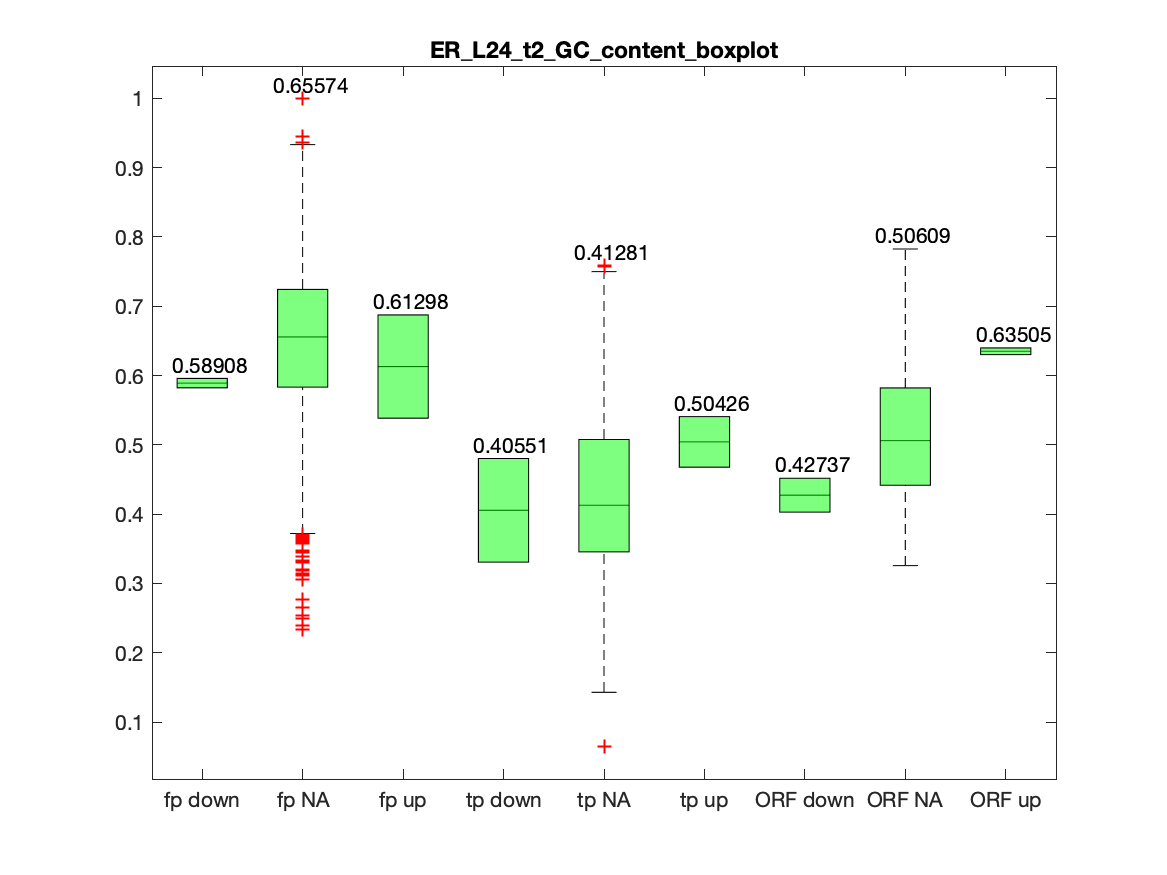 ER_L24_t2_GC_content_boxplot
0.65574
1
0.9
0.8
0.7
0.6
0.5
0.4
0.3
0.2
0.1
0.58908
0.61298
0.40551
0.41281
0.50426
0.42737
0.50609
0.63505
fp down
fp NA
fp up
tp down
tp NA
tp up
ORF down
ORF NA
ORF up